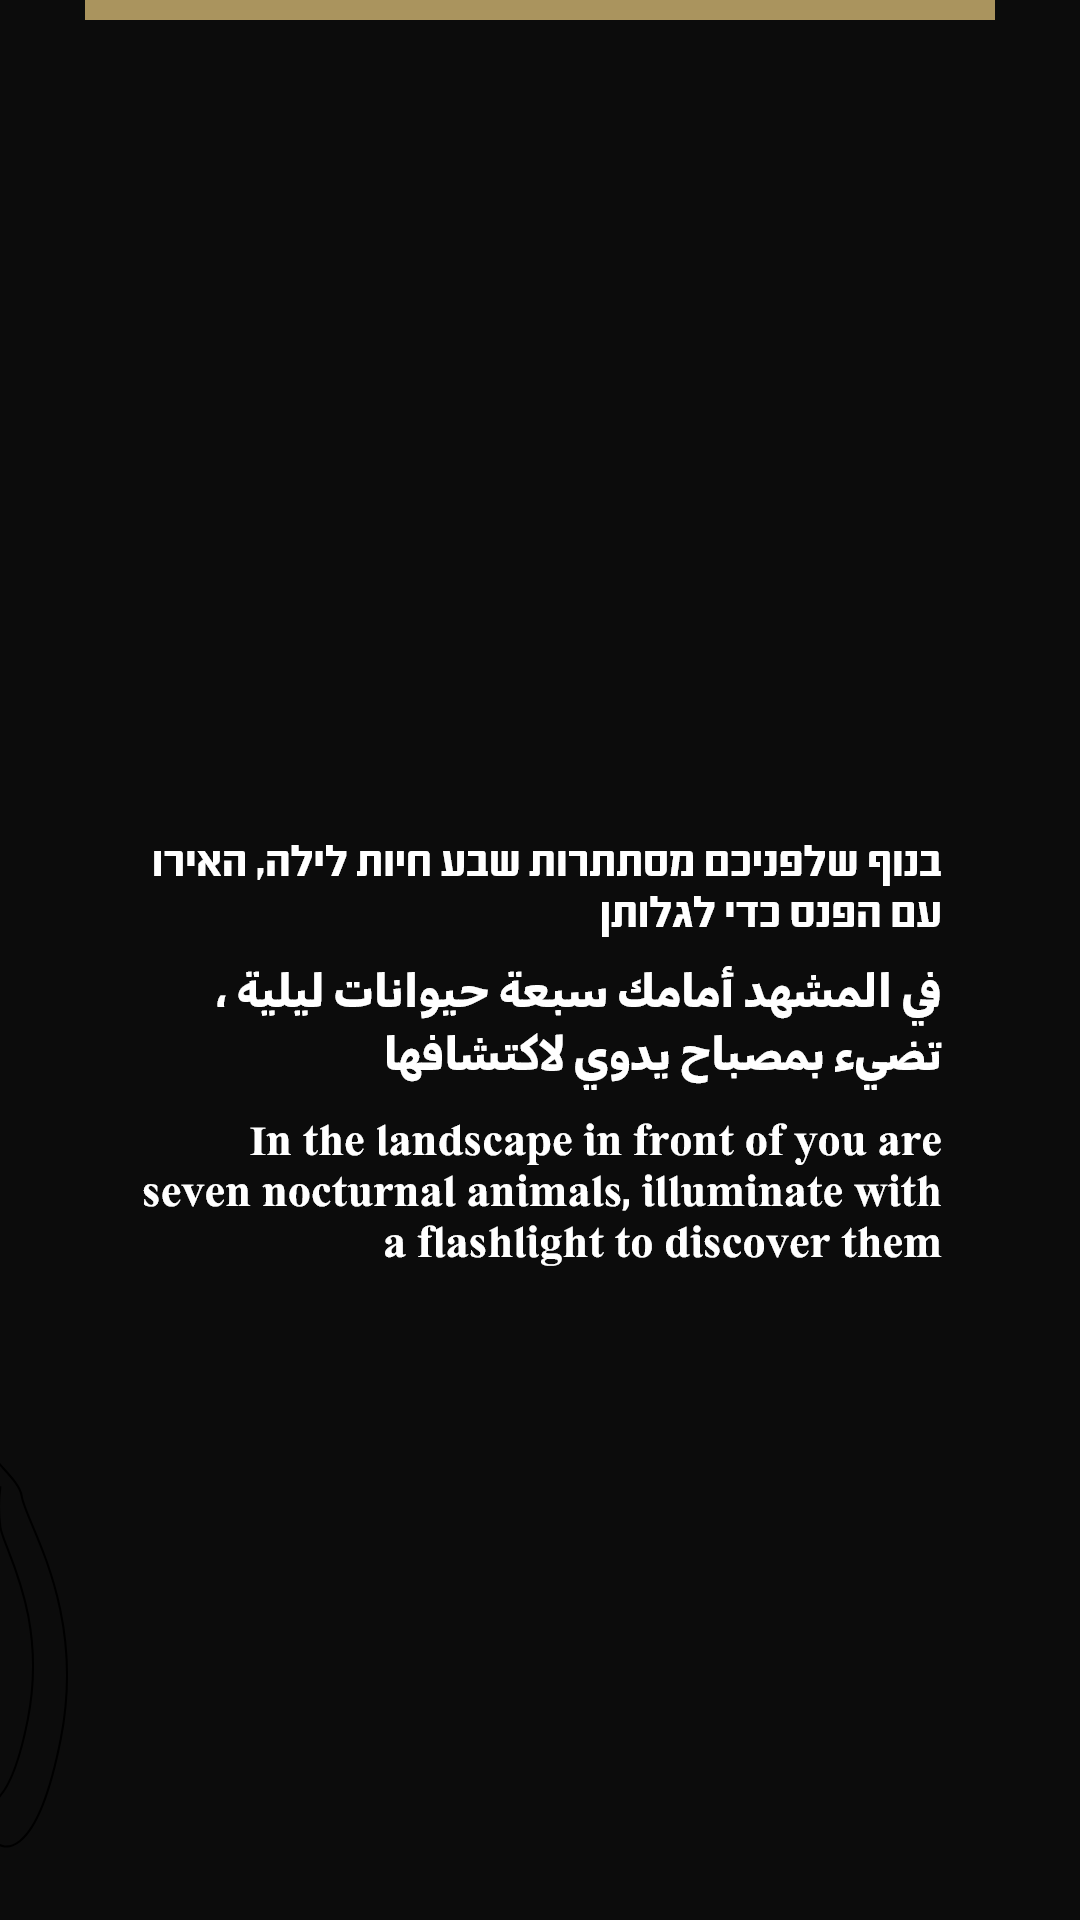 בנוף שלפניכם מסתתרות שבע חיות לילה, האירו
עם הפנס כדי לגלותן
في المشهد أمامك سبعة حيوانات ليلية ،
تضيء بمصباح يدوي لاكتشافها
In the landscape in front of you are
seven nocturnal animals, illuminate with
a flashlight to discover them